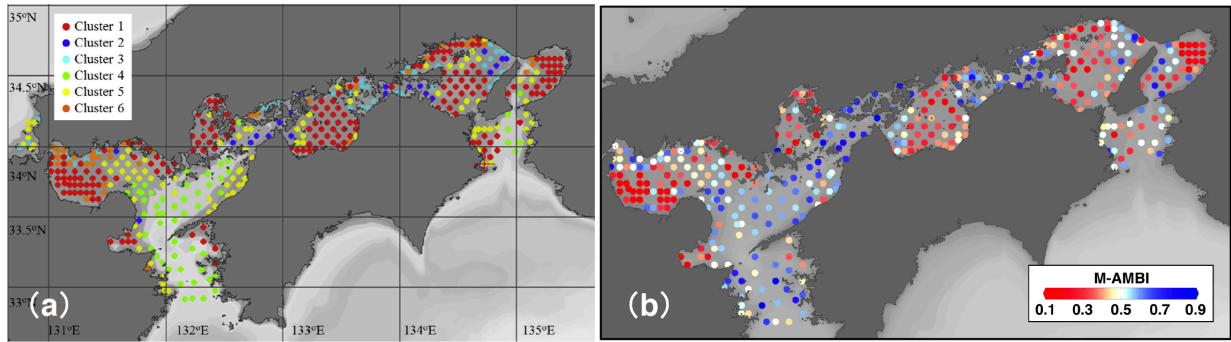 35°N
Cluster 1
Cluster 2
Cluster 3
34.5°N
Cluster 4
Cluster 5
Cluster 6
34°N
33.5°N
33°N
(a)
131°E
132°E
133°E
134°E
135°E
(b)
M-AMBI
0.1 0.3 0.5 0.7 0.9